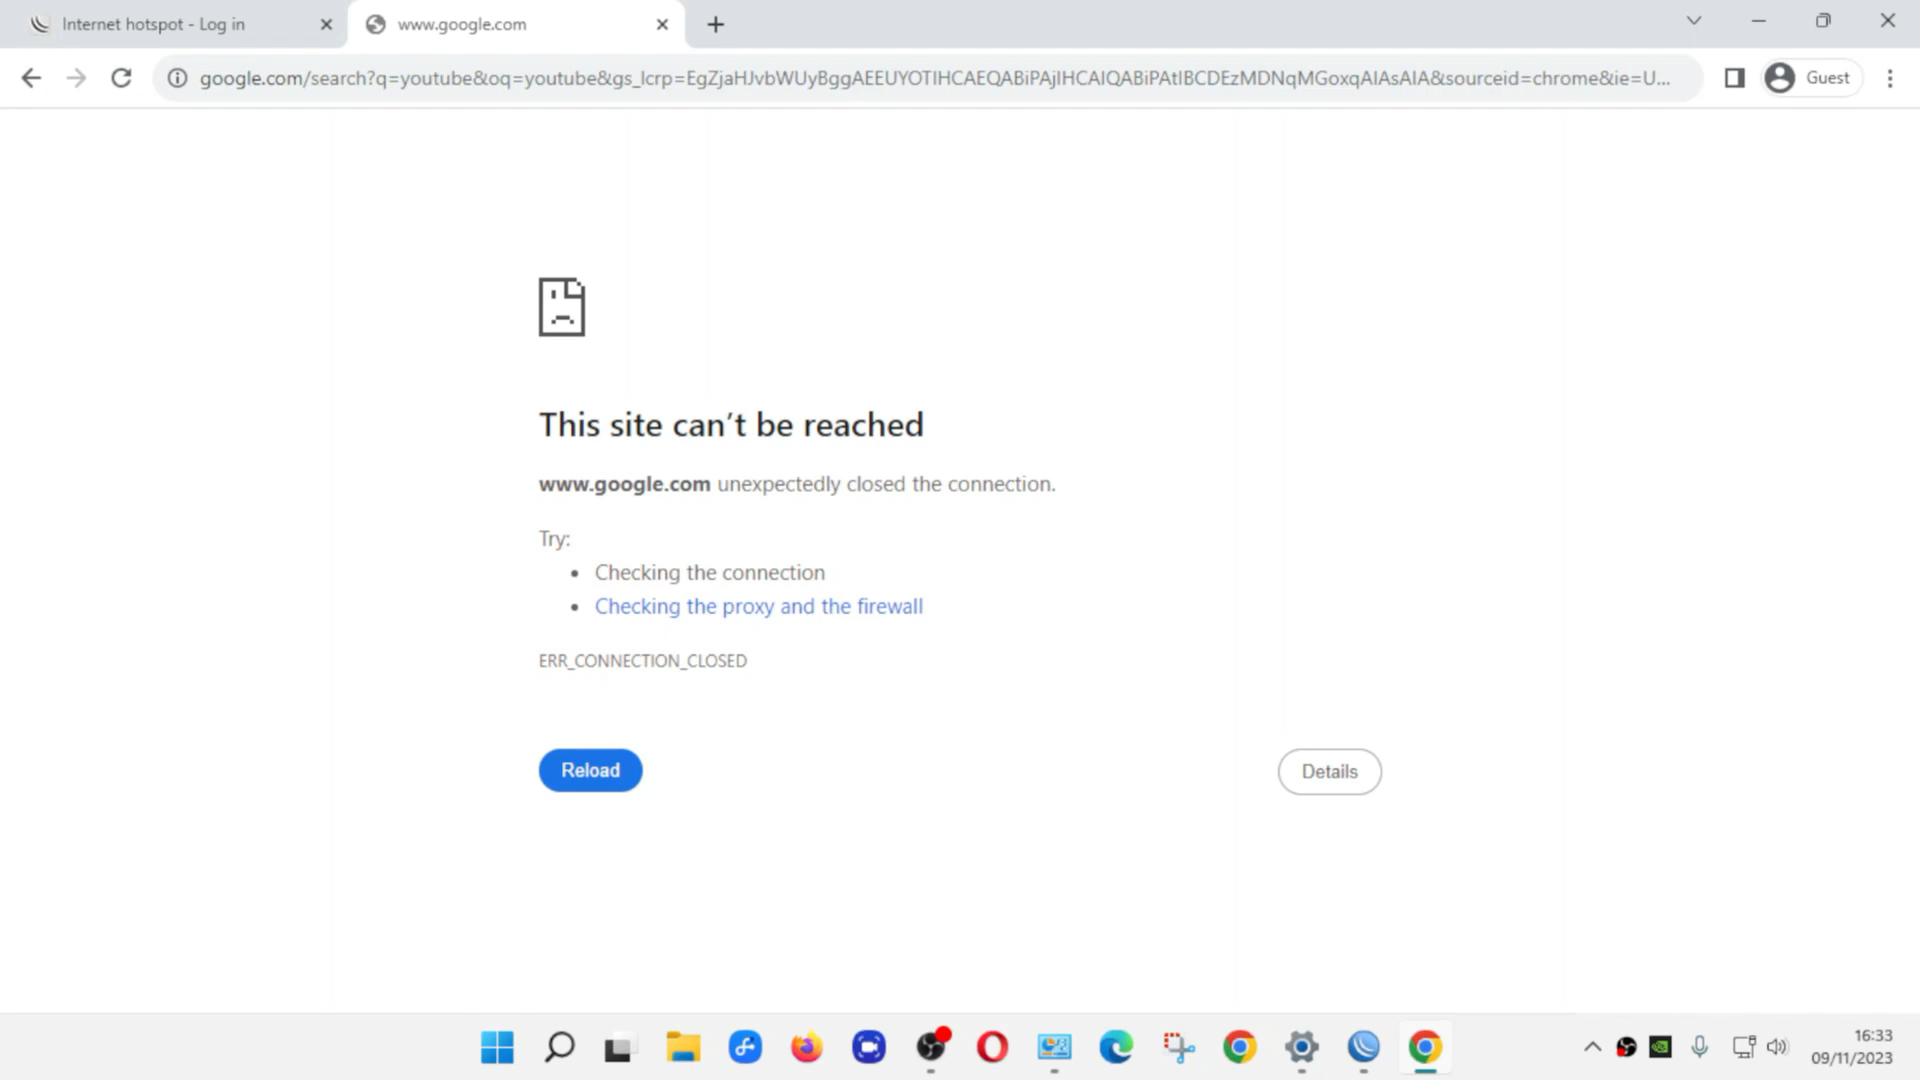 Internet hotspot - Log in
www.google.com
google.com/search?q=youtube&oq=youtube&gs_lcrp=EgZjaHJvbWUyBggAEEUYOTIHCAEQABiPAjIHCAIQABiPAtIBCDEzMDNqMGoxqAIAsAIA&sourceid=chrome&ie=U...
Guest
This site can’t be reached
www.google.com unexpectedly closed the connection.
Try:
• Checking the connection
• Checking the proxy and the firewall
ERR_CONNECTION_CLOSED
Reload
Details
16:33
09/11/2023